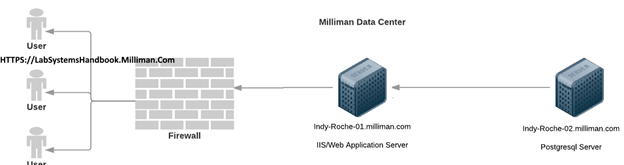 Milliman Data Center
User
HTTPS://LabSystemsHandbook.Milliman.Com
User
Firewall
Indy-Roche-01.milliman.com
IIS/Web Application Server
Indy-Roche-02.milliman.com
Postgresql Server
User